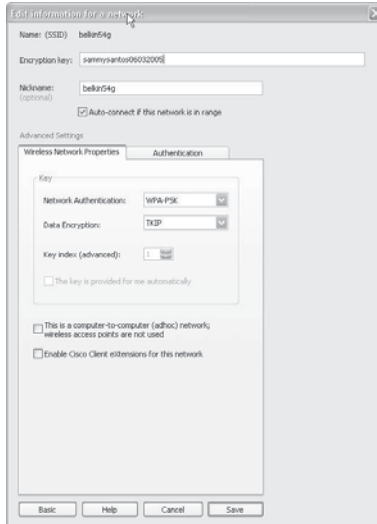 Edit information for a network
Name: (SSID) belkin54g
Encryption key: sammysantos06032005
Nickname: belkin54g
(optional)
Auto-connect if this network is in range
Advanced Settings
Wireless Network Properties Authentication
Key
Network Authentication: WPA-PSK
Data Encryption: TKIP
Key index (advanced): 1
The key is provided for me automatically
This is a computer-to-computer (adhoc) network;
wireless access points are not used
Enable Cisco Client eXtensions for this network
Basic Help Cancel Save